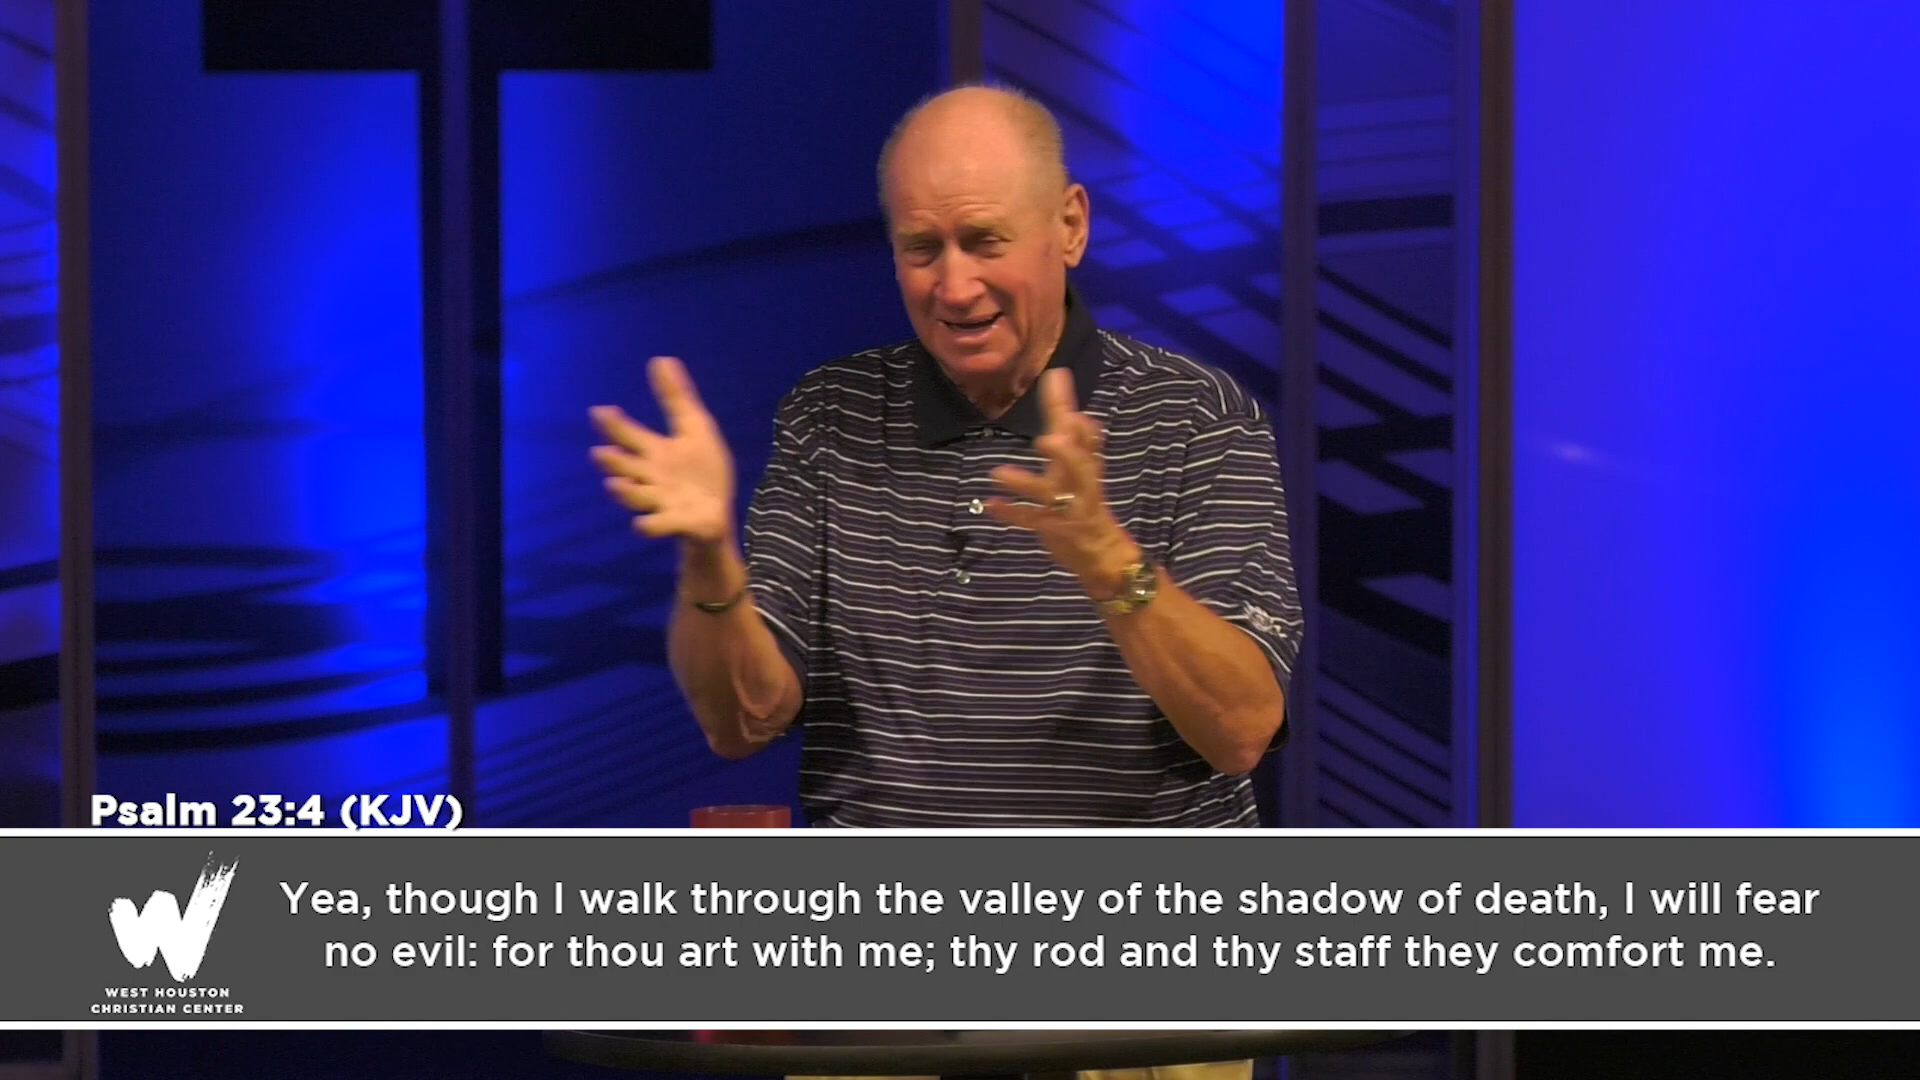 Psalm 23:4 (KJV)
Yea, though I walk through the valley of the shadow of death, I will fear
no evil: for thou art with me; thy rod and thy staff they comfort me.
WEST HOUSTON
CHRISTIAN CENTER